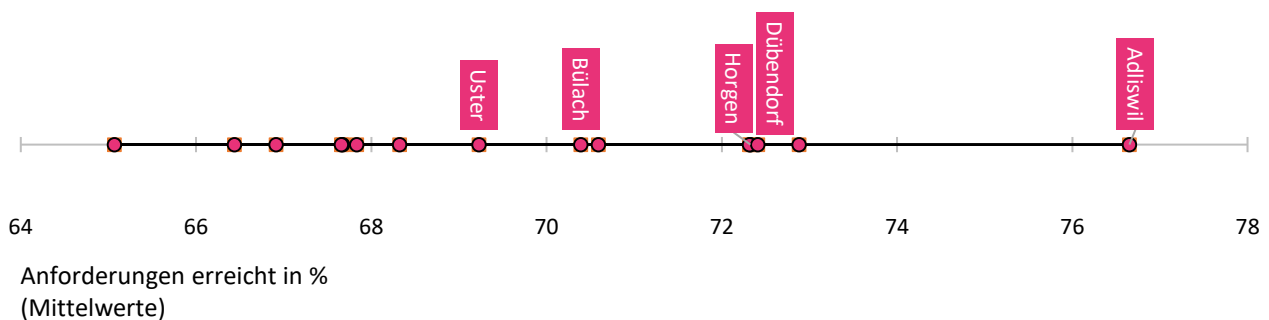 Uster
Bülach
Horgen
Dübendorf
Adliswil
64 66 68 70 72 74 76 78
Anforderungen erreicht in %
(Mittelwerte)